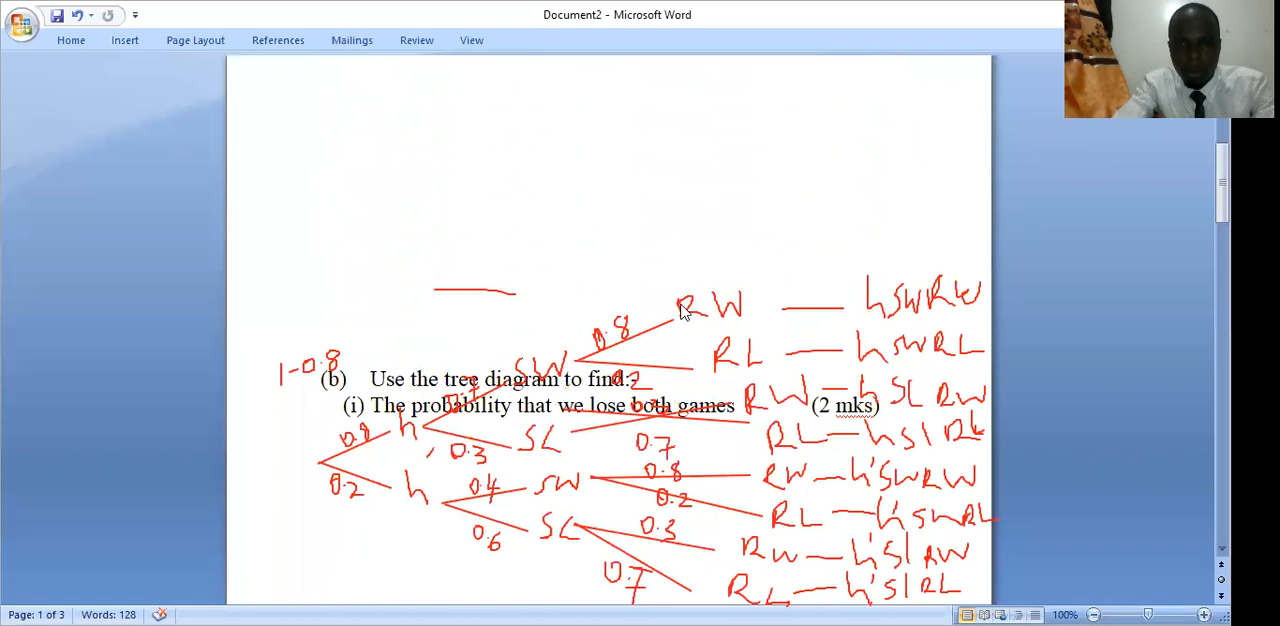 Document2 - Microsoft Word
Home Insert Page Layout References Mailings Review View
RW — hSWRW
0.8
RL — hSWRL
1-0.8
SW
(b) Use the tree diagram to find:-
0.7
0.2
RW — hSLRW
(i) The probability that we lose both games (2 mks)
0.8 h
0.3 SL
0.7
RL — hSlRL
0.2 h'
0.4 SW
0.8
RW — h'SWRW
0.2
RL — h'SWRL
0.6 SL
0.3
RW — h'SlRW
0.7
RL — h'SlRL
Page: 1 of 3 Words: 128 100%